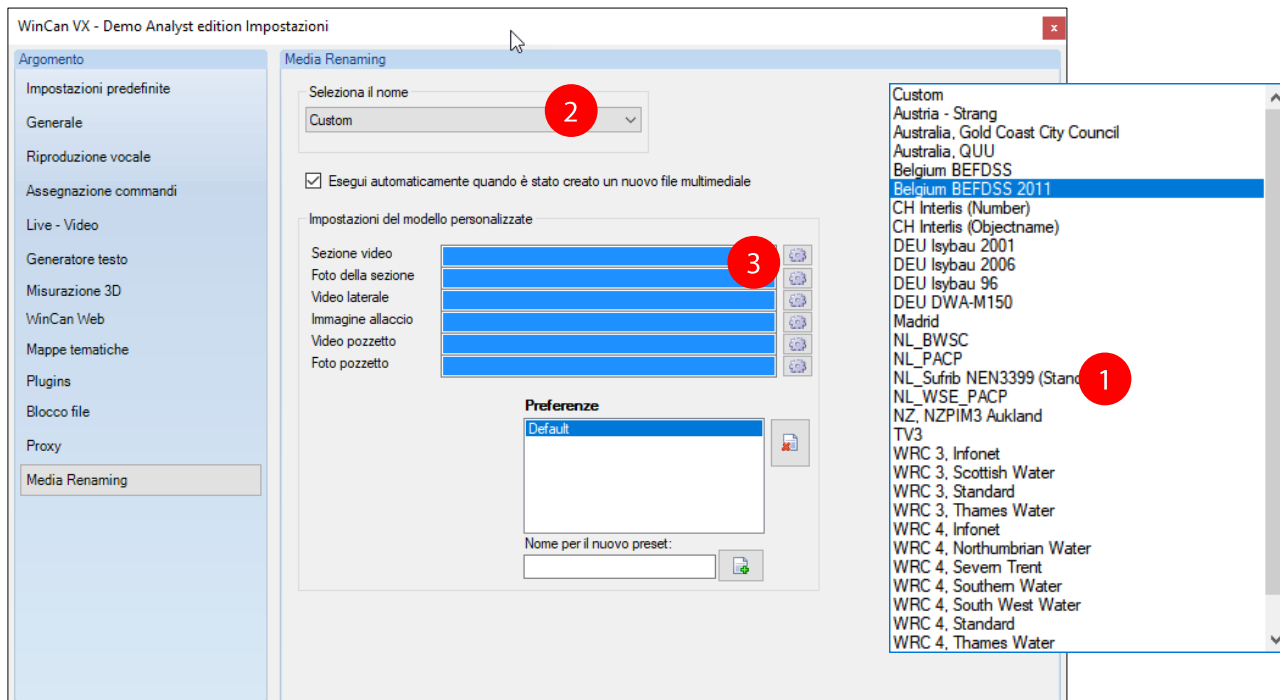 WinCan VX - Demo Analyst edition Impostazioni
x
Argomento
Impostazioni predefinite
Generale
Riproduzione vocale
Assegnazione commandi
Live - Video
Generatore testo
Misurazione 3D
WinCan Web
Mappe tematiche
Plugins
Blocco file
Proxy
Media Renaming
Media Renaming
Seleziona il nome
Custom
2
Esegui automaticamente quando è stato creato un nuovo file multimediale
Impostazioni del modello personalizzate
Sezione video
3
Foto della sezione
Video laterale
Immagine allaccio
Video pozzetto
Foto pozzetto
Preferenze
Default
Nome per il nuovo preset:
Custom
Austria - Strang
Australia, Gold Coast City Council
Australia, QUU
Belgium BEFDSS
Belgium BEFDSS 2011
CH Interlis (Number)
CH Interlis (Objectname)
DEU Isybau 2001
DEU Isybau 2006
DEU Isybau 96
DEU DWA-M150
Madrid
NL_BWSC
NL_PACP
NL_Sufrib NEN3399 (Stand
1
NL_WSE_PACP
NZ, NZPIM3 Aukland
TV3
WRC 3, Infonet
WRC 3, Scottish Water
WRC 3, Standard
WRC 3, Thames Water
WRC 4, Infonet
WRC 4, Northumbrian Water
WRC 4, Severn Trent
WRC 4, Southern Water
WRC 4, South West Water
WRC 4, Standard
WRC 4, Thames Water